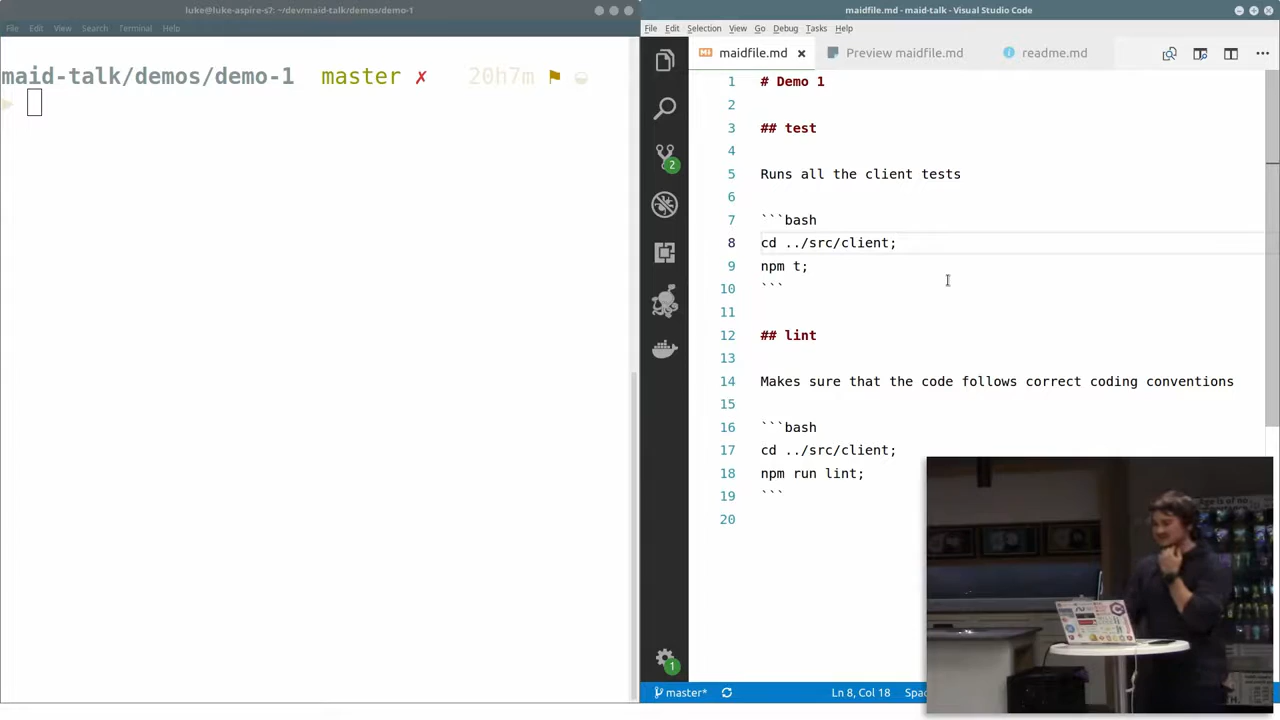 luke@luke-aspire-s7: ~/dev/maid-talk/demos/demo-1
File Edit View Search Terminal Help
maid-talk/demos/demo-1 master ✗ 20h7m
maidfile.md - maid-talk - Visual Studio Code
File Edit Selection View Go Debug Tasks Help
maidfile.md Preview maidfile.md readme.md
1 # Demo 1
2
3 ## test
4
5 Runs all the client tests
6
7 ```bash
8 cd ../src/client;
9 npm t;
10 ```
11
12 ## lint
13
14 Makes sure that the code follows correct coding conventions
15
16 ```bash
17 cd ../src/client;
18 npm run lint;
19 ```
20
2
1
master* Ln 8, Col 18 Spac